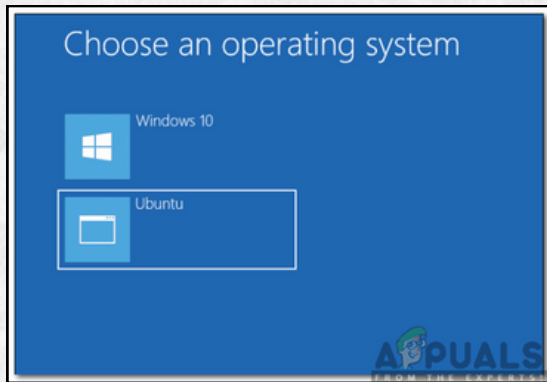 Choose an operating system
Windows 10
Ubuntu
APPUALS
FROM THE EXPERTS!